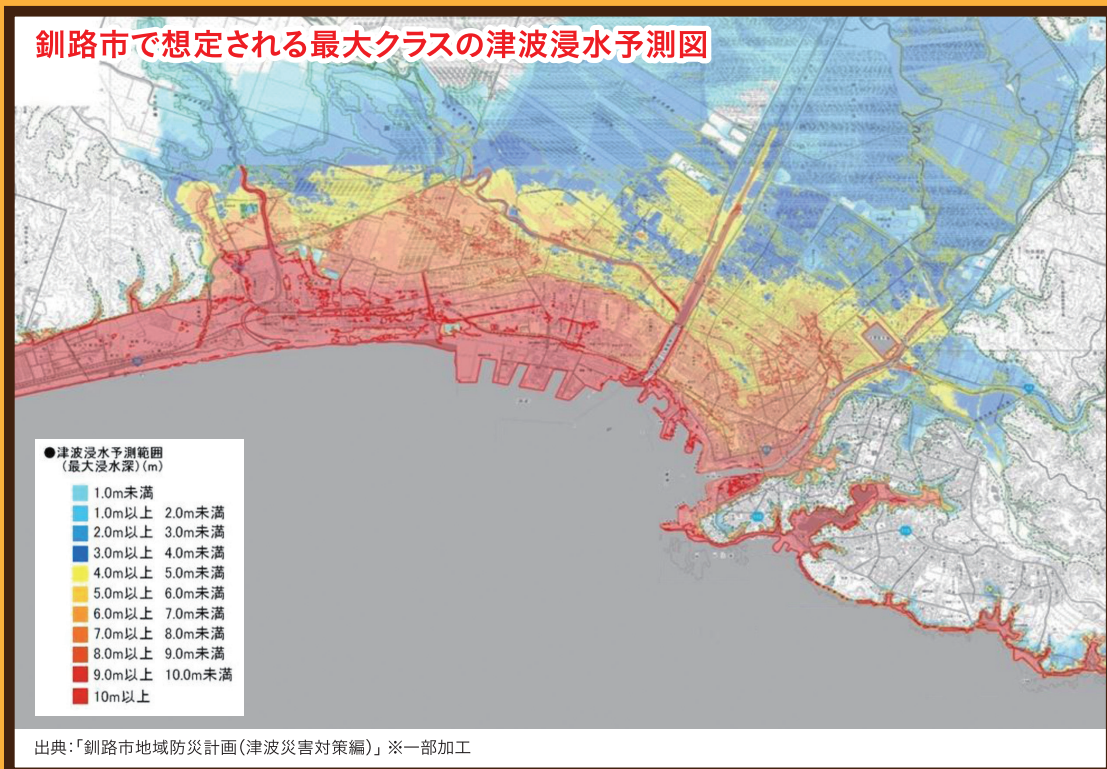 釧路市で想定される最大クラスの津波浸水予測図
●津波浸水予測範囲
(最大浸水深)(m)
1.0m未満
1.0m以上 2.0m未満
2.0m以上 3.0m未満
3.0m以上 4.0m未満
4.0m以上 5.0m未満
5.0m以上 6.0m未満
6.0m以上 7.0m未満
7.0m以上 8.0m未満
8.0m以上 9.0m未満
9.0m以上 10.0m未満
10m以上
出典:「釧路市地域防災計画(津波災害対策編)」 ※一部加工